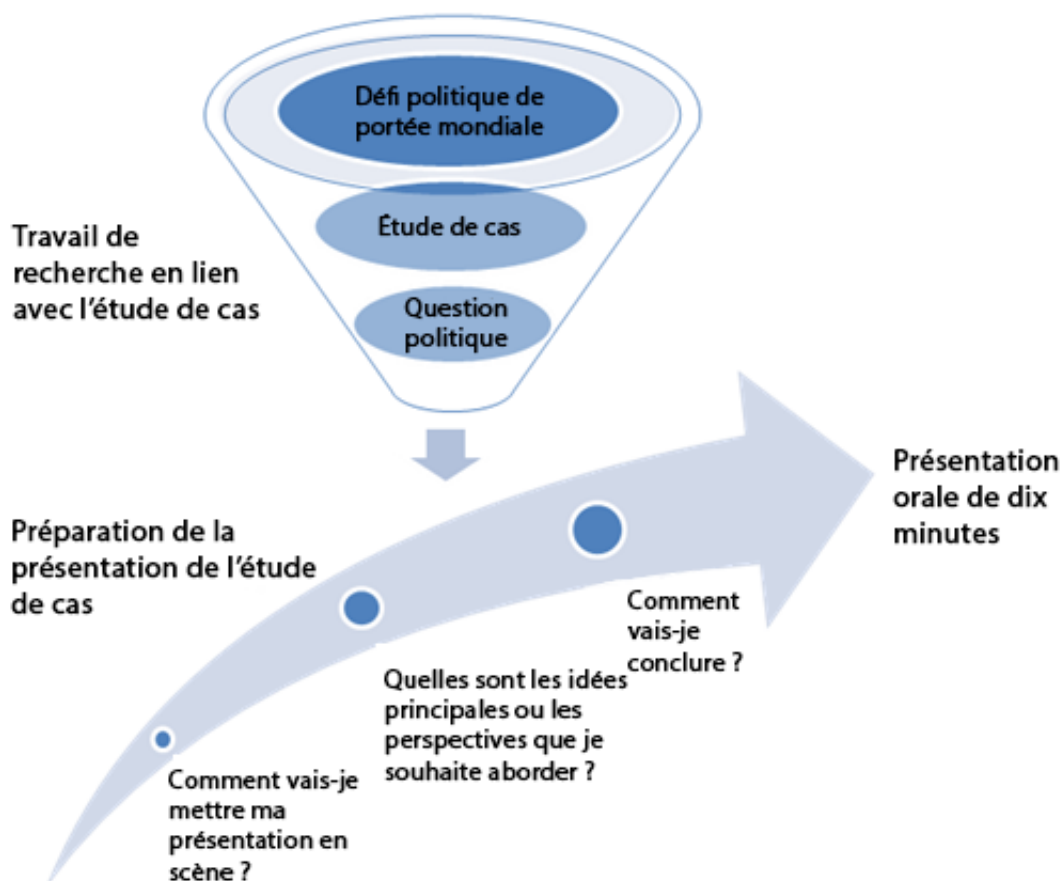 Défi politique de
portée mondiale
Étude de cas
Question
politique
Travail de
recherche en lien
avec l'étude de cas
Présentation
orale de dix
minutes
Préparation de la
présentation de l'étude
de cas
Comment
vais-je
conclure ?
Quelles sont les idées
principales ou les
perspectives que je
souhaite aborder ?
Comment vais-je
mettre ma
présentation en
scène ?